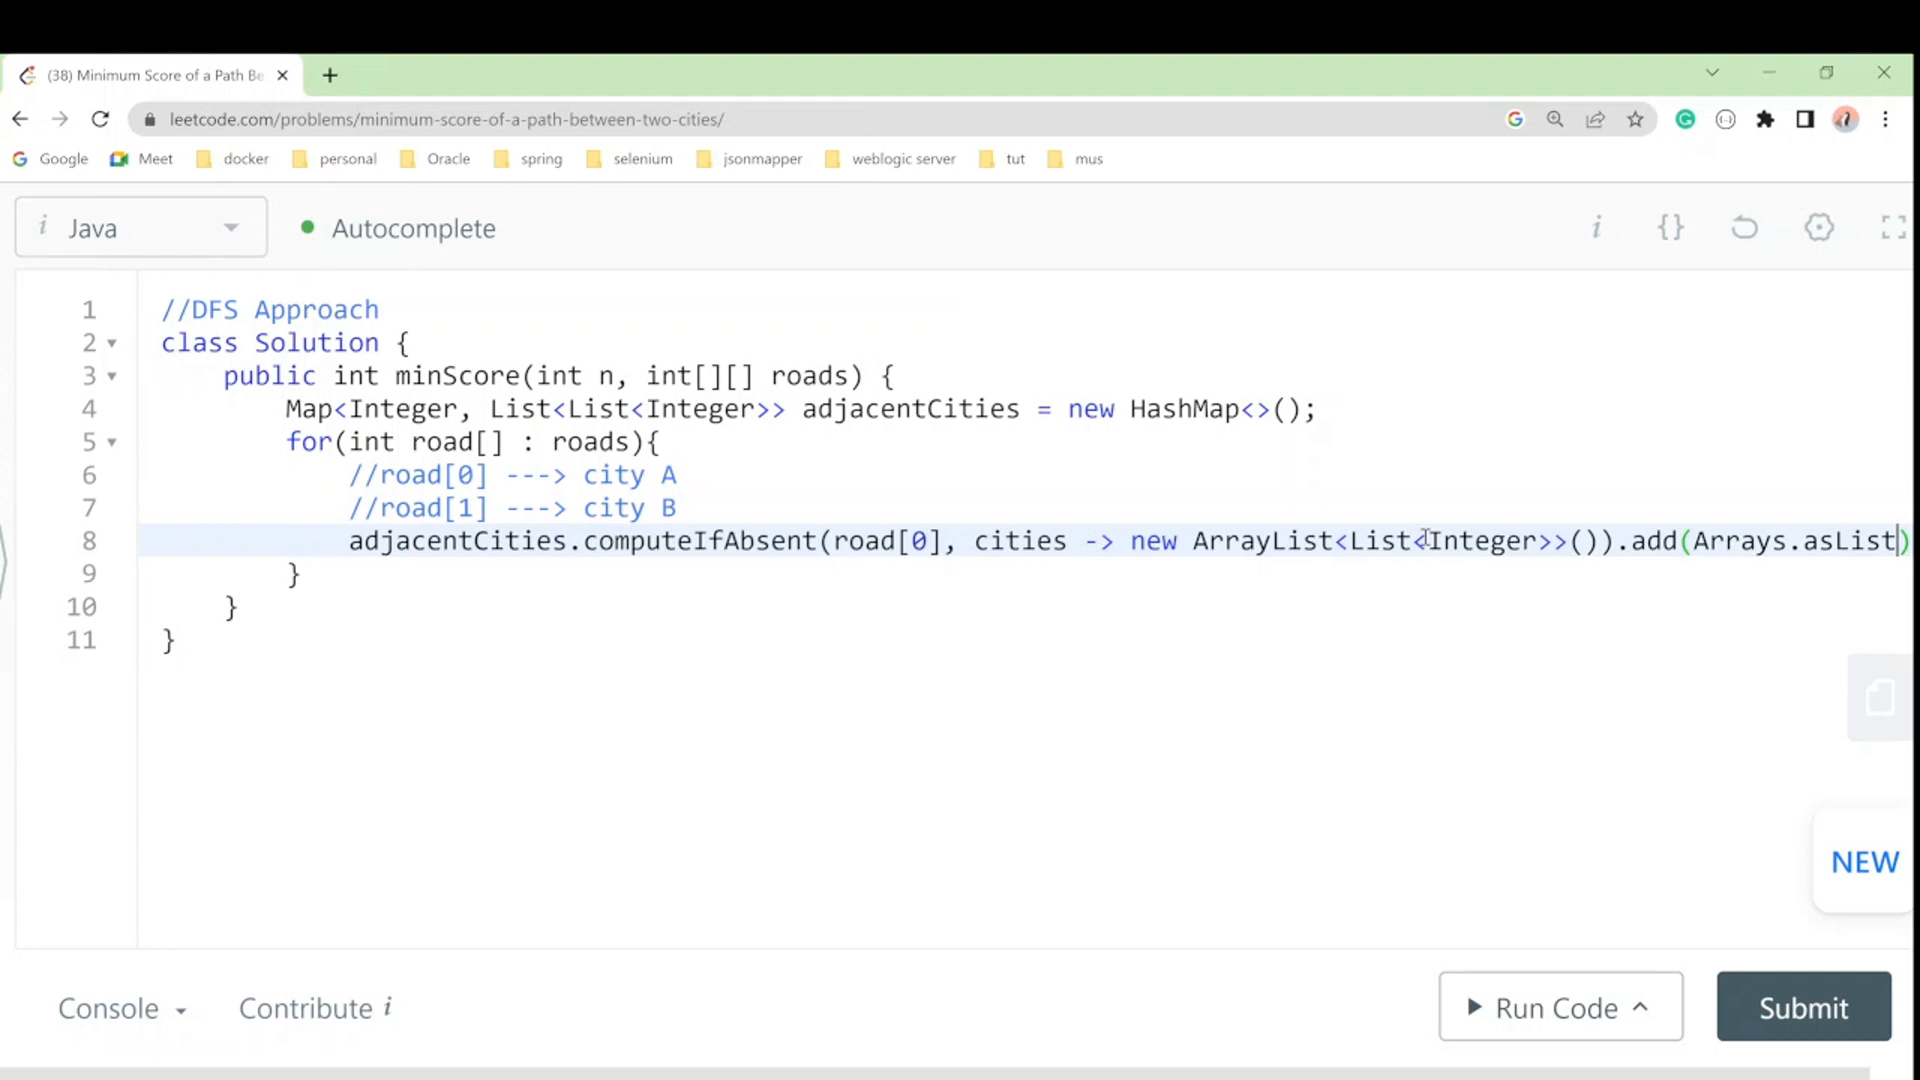 (38) Minimum Score of a Path Be
leetcode.com/problems/minimum-score-of-a-path-between-two-cities/
Google Meet docker personal Oracle spring selenium jsonmapper weblogic server tut mus
i Java Autocomplete i {}
1 //DFS Approach
2 class Solution {
3 public int minScore(int n, int[][] roads) {
4 Map<Integer, List<List<Integer>> adjacentCities = new HashMap<>();
5 for(int road[] : roads){
6 //road[0] ---> city A
7 //road[1] ---> city B
8 adjacentCities.computeIfAbsent(road[0], cities -> new ArrayList<List<Integer>>()).add(Arrays.asList)
9 }
10 }
11 }
NEW
Console Contribute i Run Code Submit